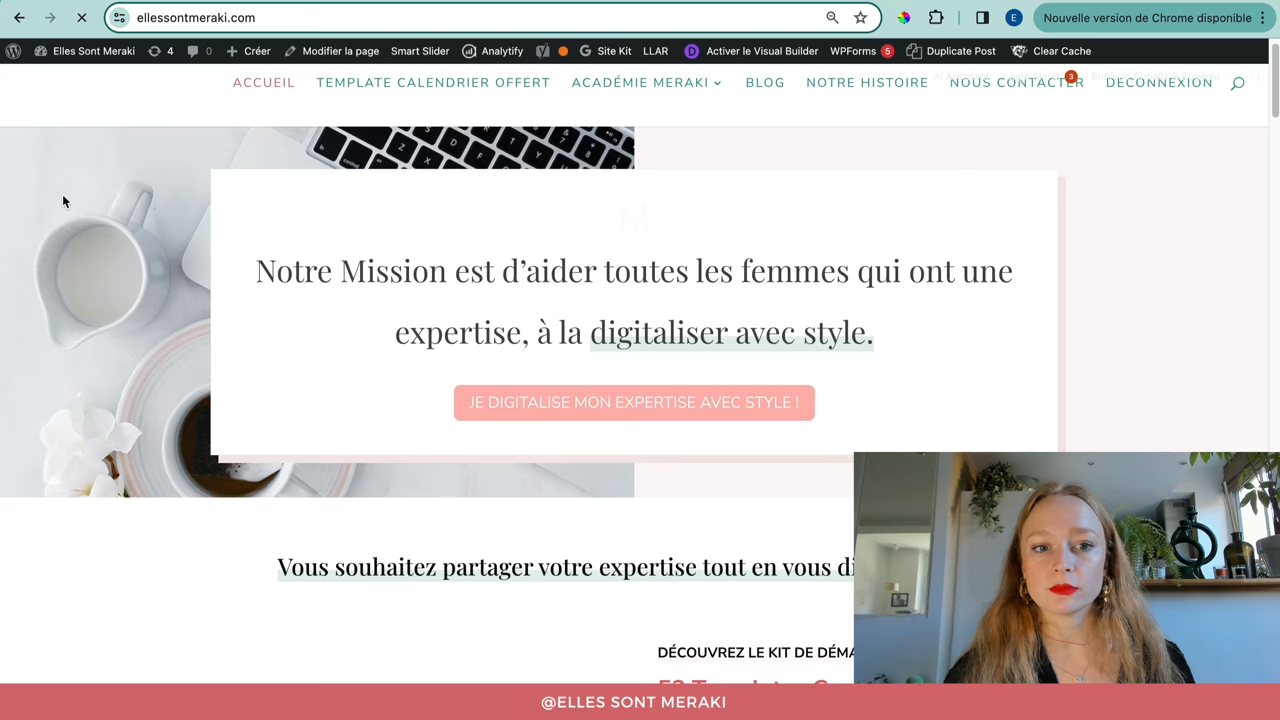 ellessontmeraki.com
E
Nouvelle version de Chrome disponible
Elles Sont Meraki
4
0
Créer
Modifier la page
Smart Slider
Analytify
Site Kit
LLAR
Activer le Visual Builder
WPForms
5
Duplicate Post
Clear Cache
ACCUEIL
TEMPLATE CALENDRIER OFFERT
ACADÉMIE MERAKI
BLOG
NOTRE HISTOIRE
NOUS CONTACTER
3
DECONNEXION
M
Notre Mission est d’aider toutes les femmes qui ont une
expertise, à la digitaliser avec style.
JE DIGITALISE MON EXPERTISE AVEC STYLE !
Vous souhaitez partager votre expertise tout en vous di
DÉCOUVREZ LE KIT DE DÉMA
@ELLES SONT MERAKI